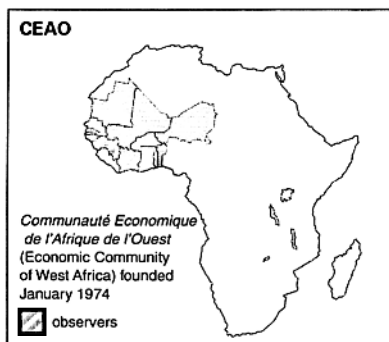 CEAO
Communauté Economique
de l'Afrique de l'Ouest
(Economic Community
of West Africa) founded
January 1974
observers